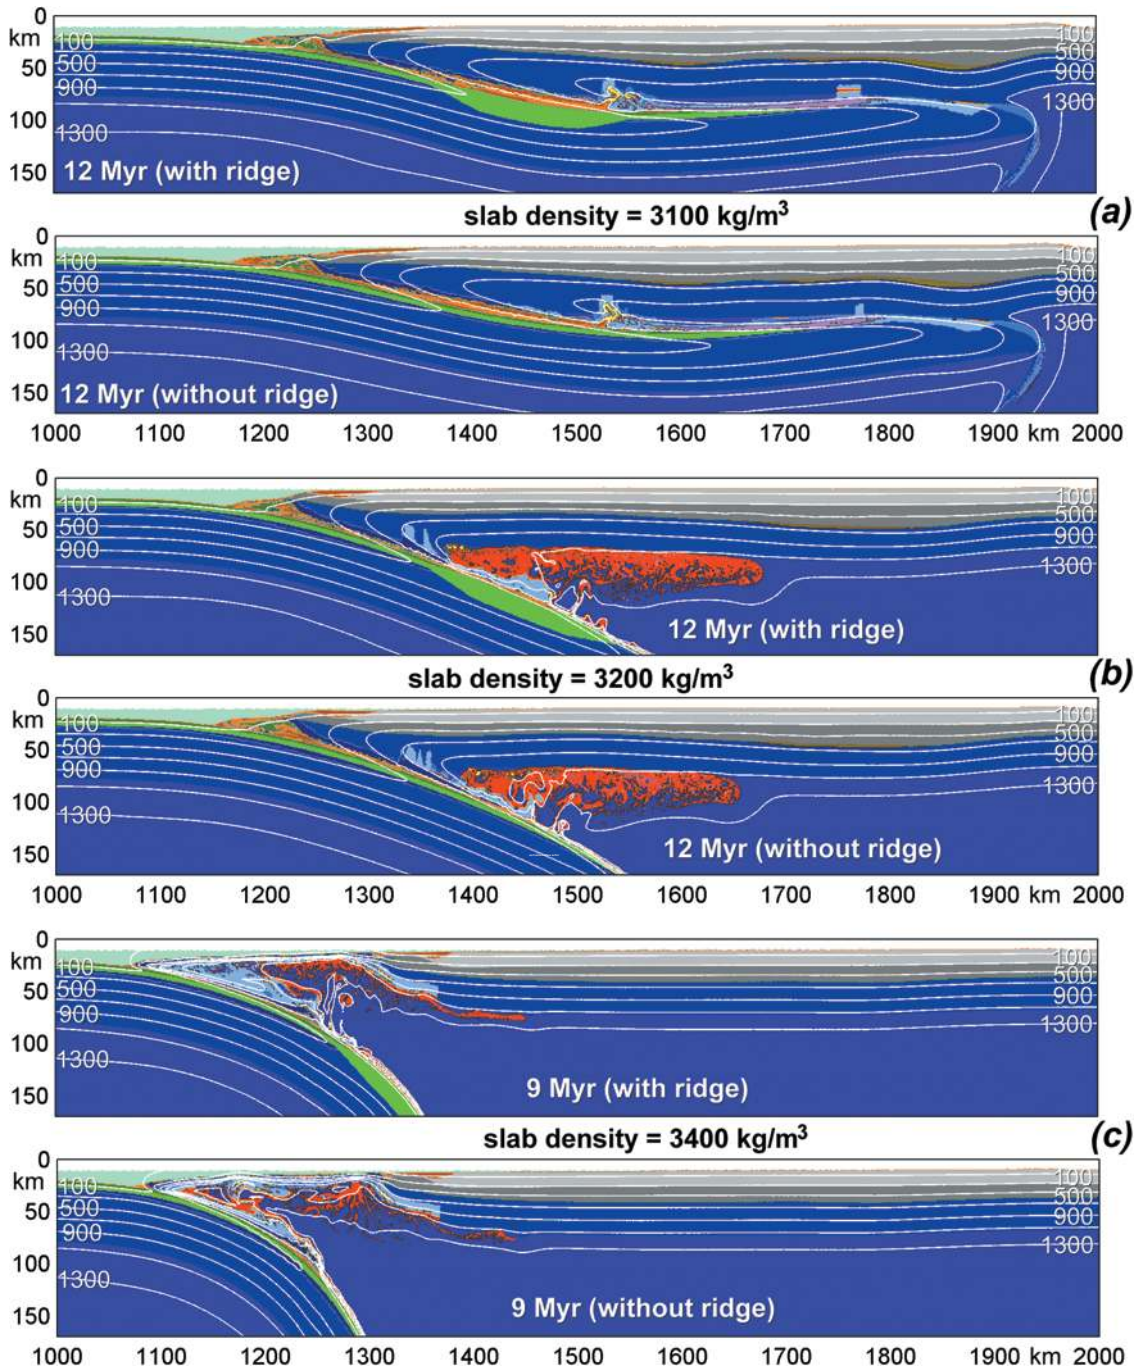 0
km 100 100
500 500
50
900 900
1300
100
1300
150 12 Myr (with ridge)
slab density = 3100 kg/m³ (a)
0
km 100 100
500 500
50
900 900
1300
100
1300
150 12 Myr (without ridge)
1000 1100 1200 1300 1400 1500 1600 1700 1800 1900 km 2000
0
km 100 100
500 500
50
900 900
1300
100
1300
150 12 Myr (with ridge)
slab density = 3200 kg/m³ (b)
0
km 100 100
500 500
50
900 900
1300
100
1300
150 12 Myr (without ridge)
1000 1100 1200 1300 1400 1500 1600 1700 1800 1900 km 2000
0
km 100 100
500 500
50
900 900
1300
100
1300
150 9 Myr (with ridge)
slab density = 3400 kg/m³ (c)
0
km 100 100
500 500
50
900 900
1300
100
1300
150 9 Myr (without ridge)
1000 1100 1200 1300 1400 1500 1600 1700 1800 1900 km 2000